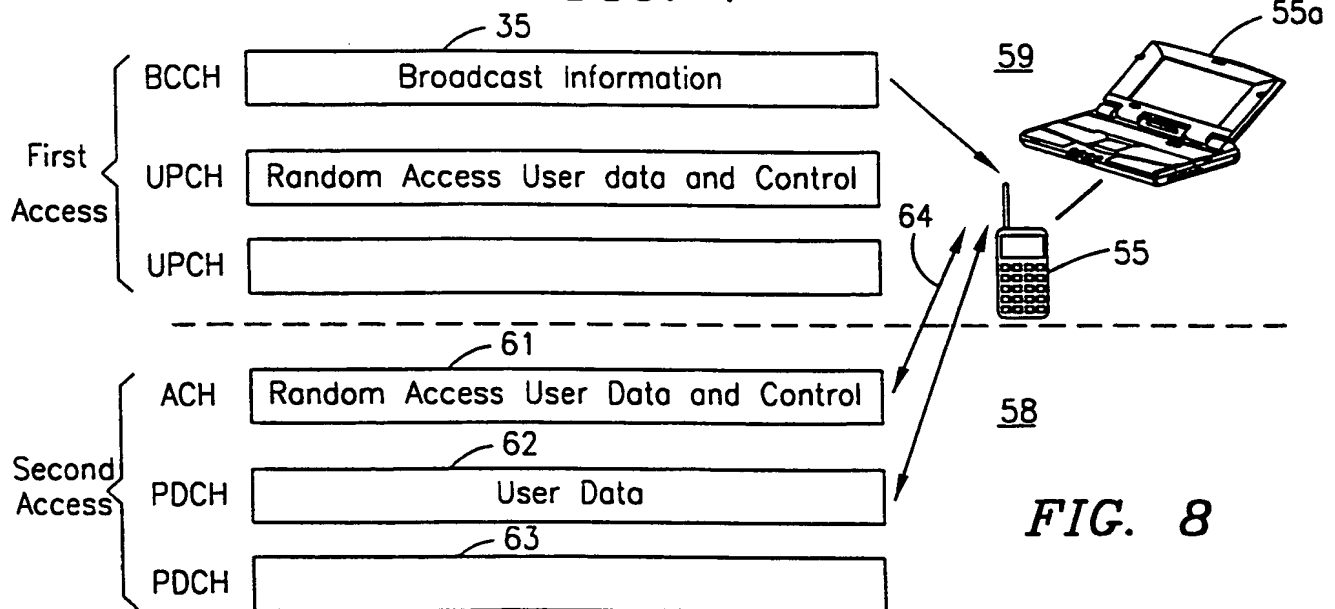 35
55a
BCCH
Broadcast Information
59
First
Access
UPCH
Random Access User data and Control
64
UPCH
55
61
ACH
Random Access User Data and Control
58
62
Second
Access
PDCH
User Data
FIG. 8
63
PDCH